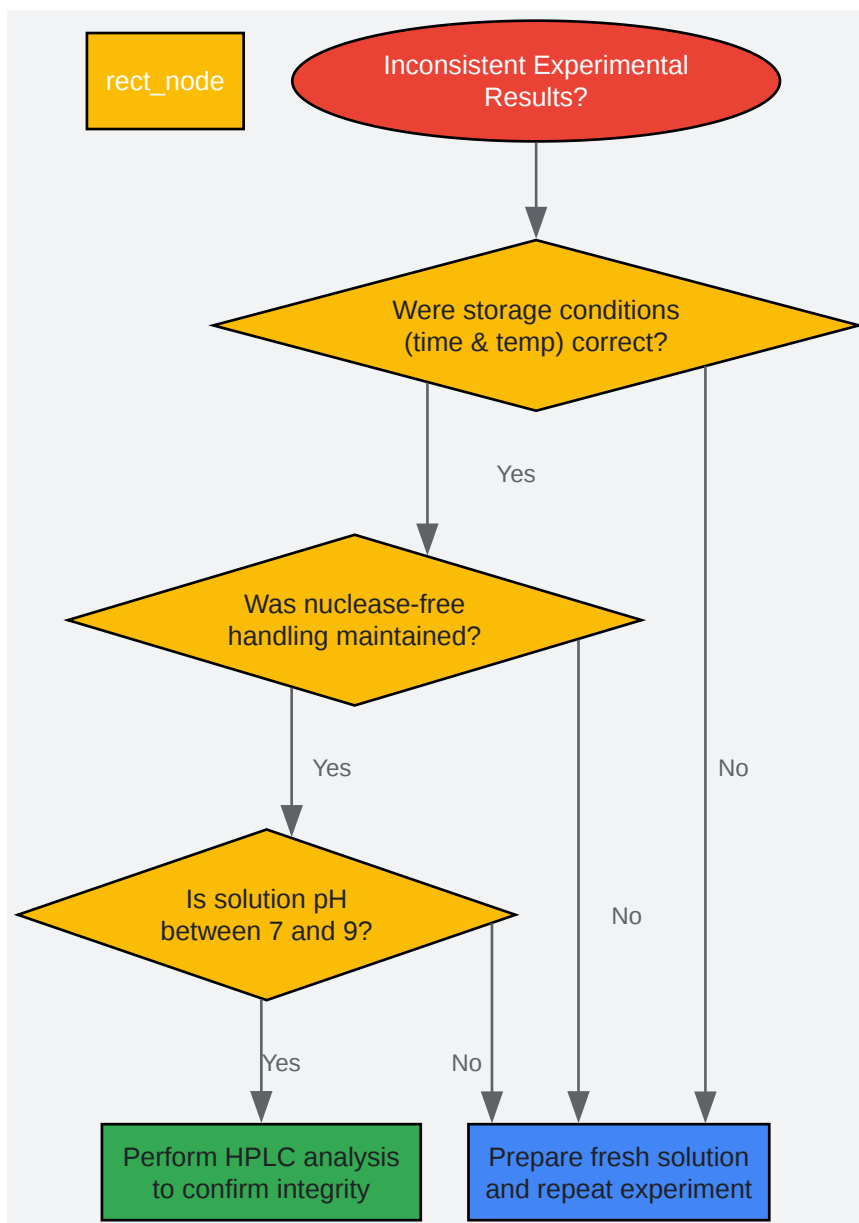 rect_node
Inconsistent Experimental
Results?
Were storage conditions
(time & temp) correct?
Yes
Was nuclease-free
handling maintained?
Yes
No
Is solution pH
between 7 and 9?
No
Yes
No
Perform HPLC analysis
to confirm integrity
Prepare fresh solution
and repeat experiment